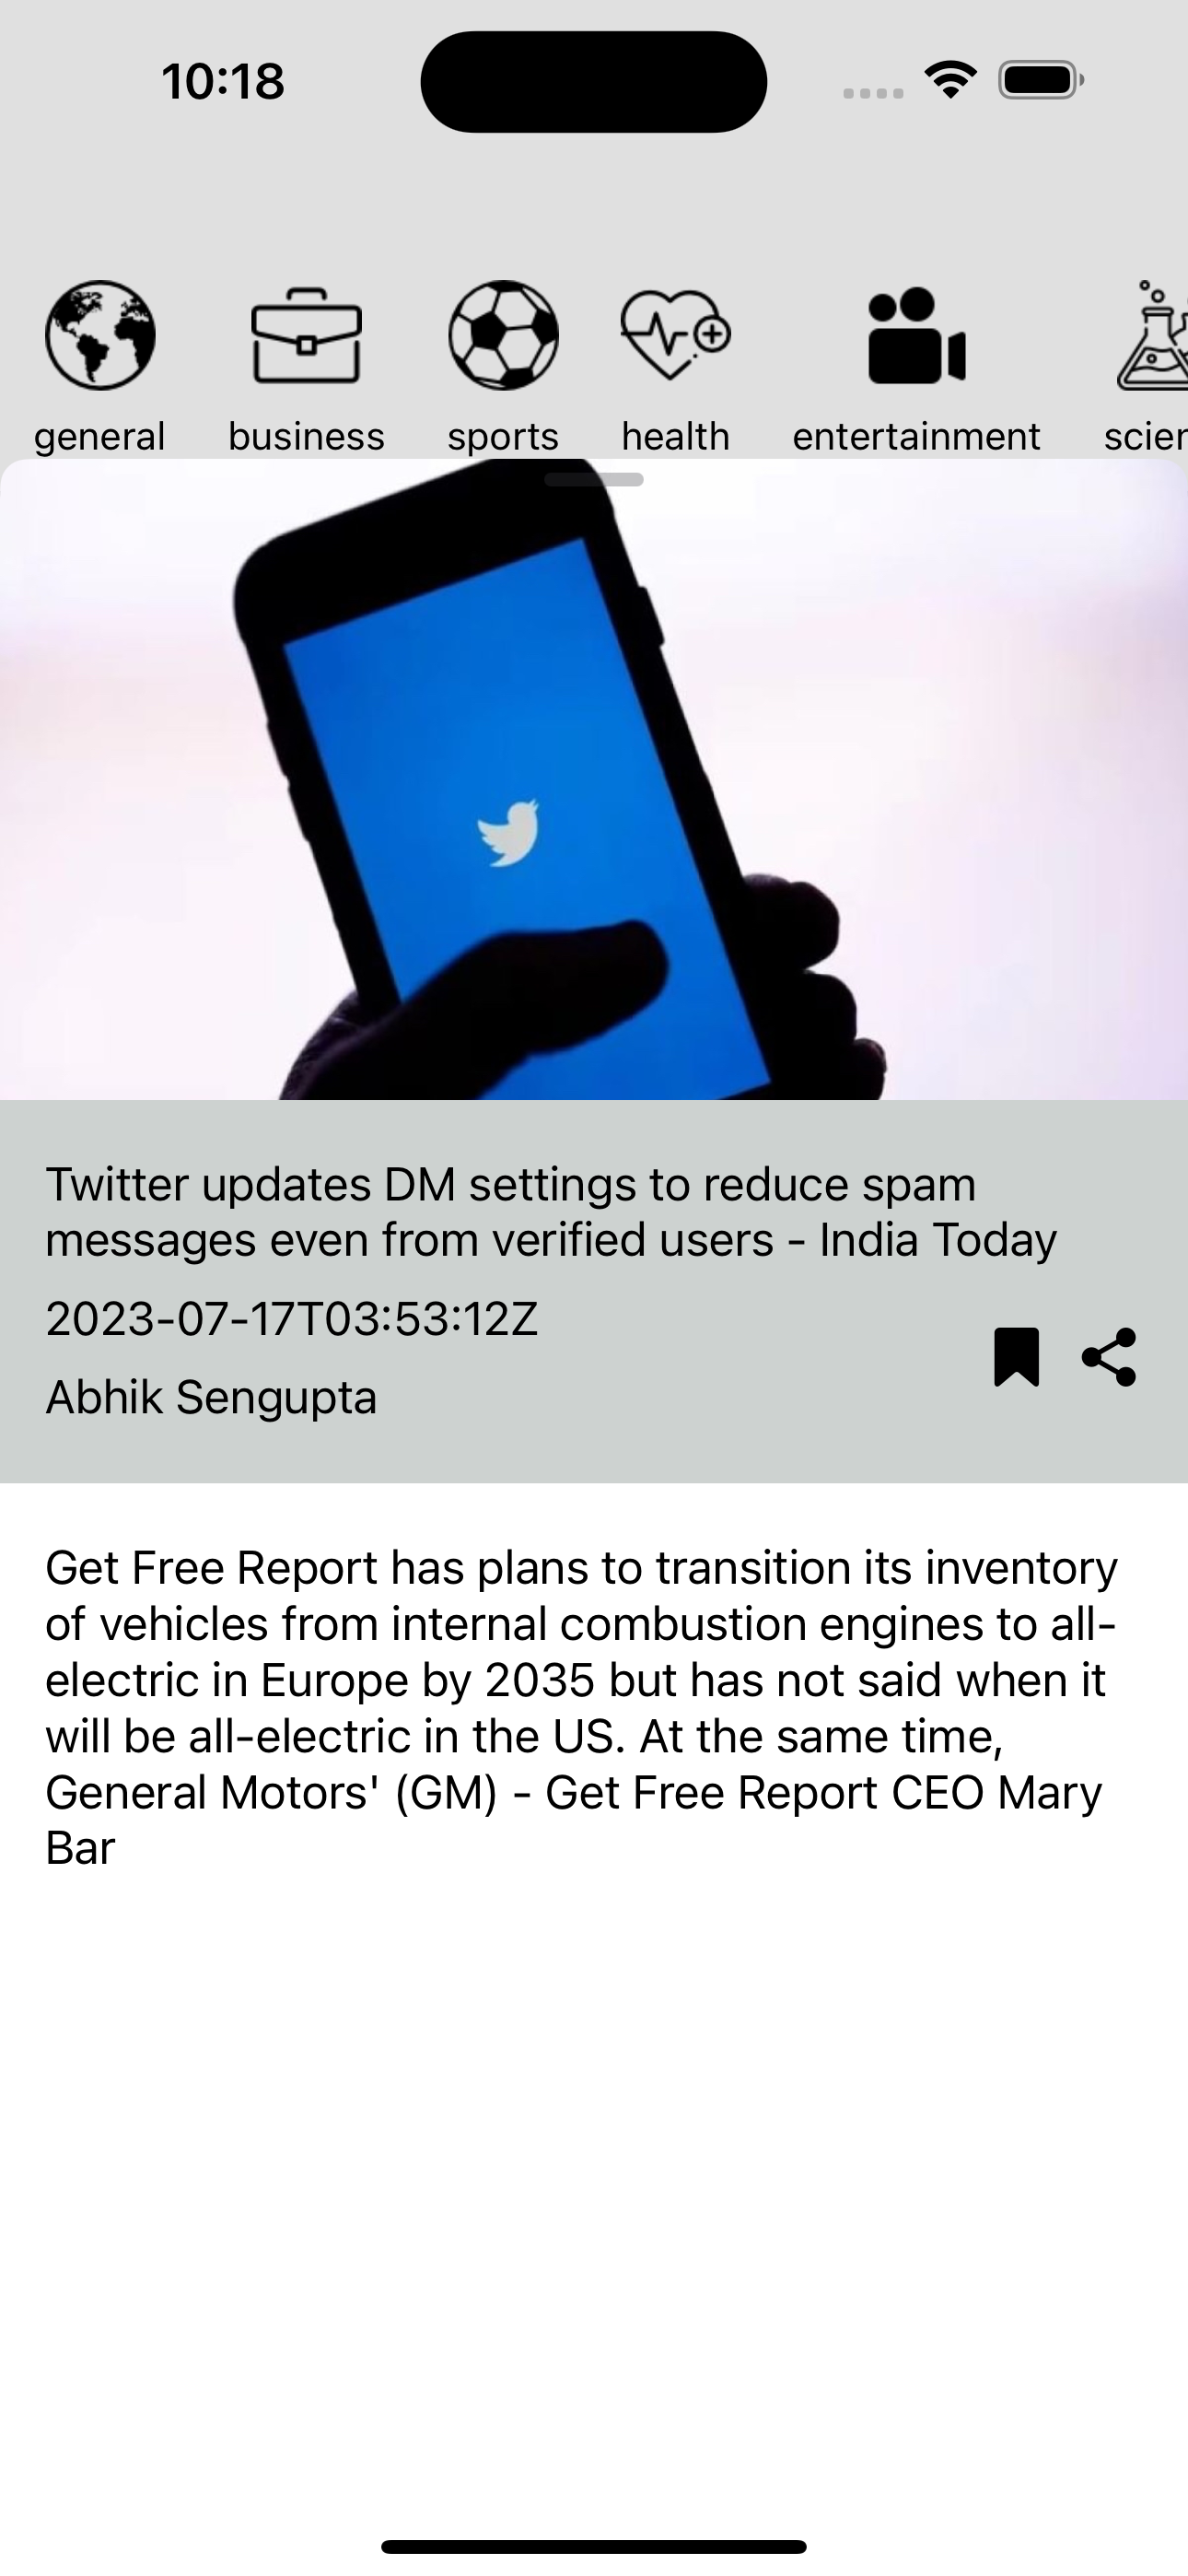 10:18
general business sports health entertainment scien
Twitter updates DM settings to reduce spam
messages even from verified users - India Today
2023-07-17T03:53:12Z
Abhik Sengupta
Get Free Report has plans to transition its inventory
of vehicles from internal combustion engines to all-
electric in Europe by 2035 but has not said when it
will be all-electric in the US. At the same time,
General Motors' (GM) - Get Free Report CEO Mary
Bar